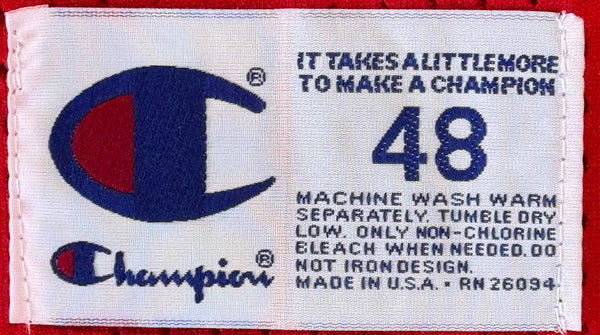 ®
Champion®
IT TAKES A LITTLE MORE
TO MAKE A CHAMPION
48
MACHINE WASH WARM
SEPARATELY. TUMBLE DRY
LOW. ONLY NON-CHLORINE
BLEACH WHEN NEEDED. DO
NOT IRON DESIGN.
MADE IN U.S.A. • RN 26094